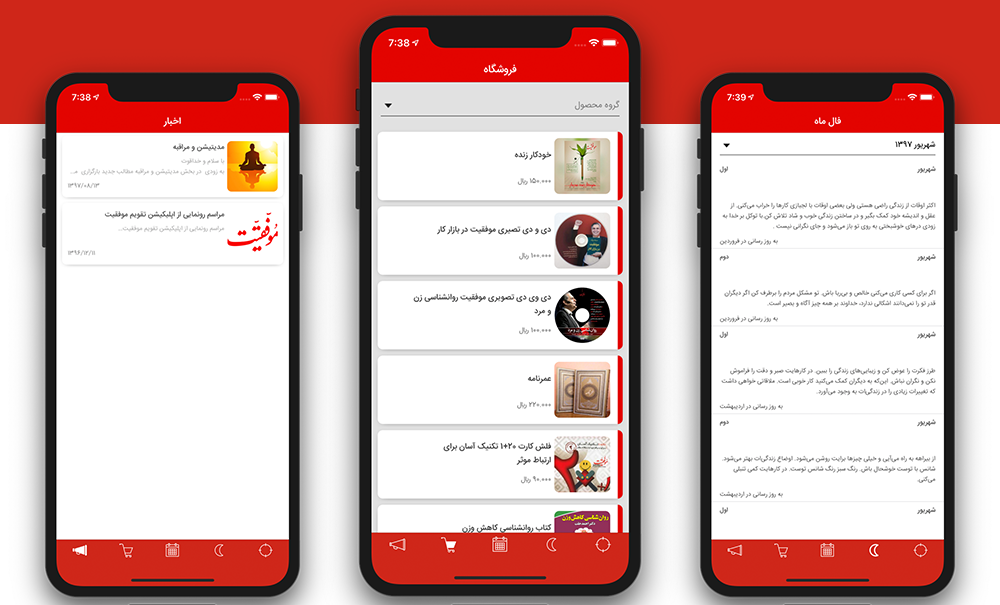 7:38
اخبار
مدیتیشن و مراقبه
با سلام و صداقوت
به زودی در بخش مدیتیشن و مراقبه مطالب جدید بارگزاری مـ...
۱۳۹۷/۰۸/۱۳
مراسم رونمایی از اپلیکیشن تقویم موفقیت
مراسم رونمایی از اپلیکیشن تقویم موفقیت...
موفقیت
۱۳۹۶/۱۲/۱۱
7:38
فروشگاه
گروه محصول
خودکار زنده
۱۵۰,۰۰۰ ریال
دی و دی تصبری موفقیت در بازار کار
۱۰۰,۰۰۰ ریال
دی وی دی تصویری موفقیت روانشناسی زن
و مرد
۱۰۰,۰۰۰ ریال
عمرنامه
۲۲۰,۰۰۰ ریال
فلش کارت ۲۰+۱ تکنیک آسان برای
ارتباط موثر
۹۰,۰۰۰ ریال
کتاب روانشناسی کاهش وزن
روان شناسی کاهش وزن
7:39
فال ماه
شهریور ۱۳۹۷
شهریور اول
اکثر اوقات از زندگی راضی هستی ولی بعضی اوقات با لجبازی کارها را خراب می‌کنی. از
عقل و اندیشه خود کمک بگیر و در ساختن زندگی خوب و شاد تلاش کن.با توکل بر خدا به
زودی درهای خوشبختی به روی تو باز می‌شود و جای نگرانی نیست .
به روز رسانی در فروردین
شهریور دوم
اگر برای کسی کاری می‌کنی خالص و بی‌ریا باش. تو مشکل مردم را برطرف کن اگر دیگران
قدر تو را نمی‌دانند اشکالی ندارد، خداوند بر همه چیز آگاه و بصیر است.
به روز رسانی در فروردین
شهریور اول
طرز فکرت را عوض کن و زیبایی‌های زندگی را ببین. در کارهایت صبر و دقت را فراموش
نکن و نگران نباش. این‌که به دیگران کمک می‌کنید کار خوبی است. ملاقاتی خواهی داشت
که تغییرات زیادی را در زندگی‌ات به وجود می‌آورد.
به روز رسانی در اردیبهشت
شهریور دوم
از بیراهه به راه می‌آیی و خیلی چیزها برایت روشن می‌شود. اوضاع زندگی‌ات بهتر می‌شود.
شانس با توست خوشحال باش. رنگ سبز رنگ شانس توست. در کارهایت کمی تنبلی
می‌کنی.
به روز رسانی در اردیبهشت
شهریور اول